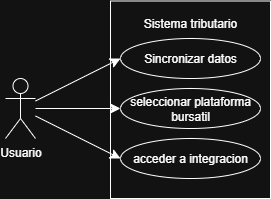 Sistema tributario
Sincronizar datos
seleccionar plataforma
bursatil
Usuario
acceder a integracion